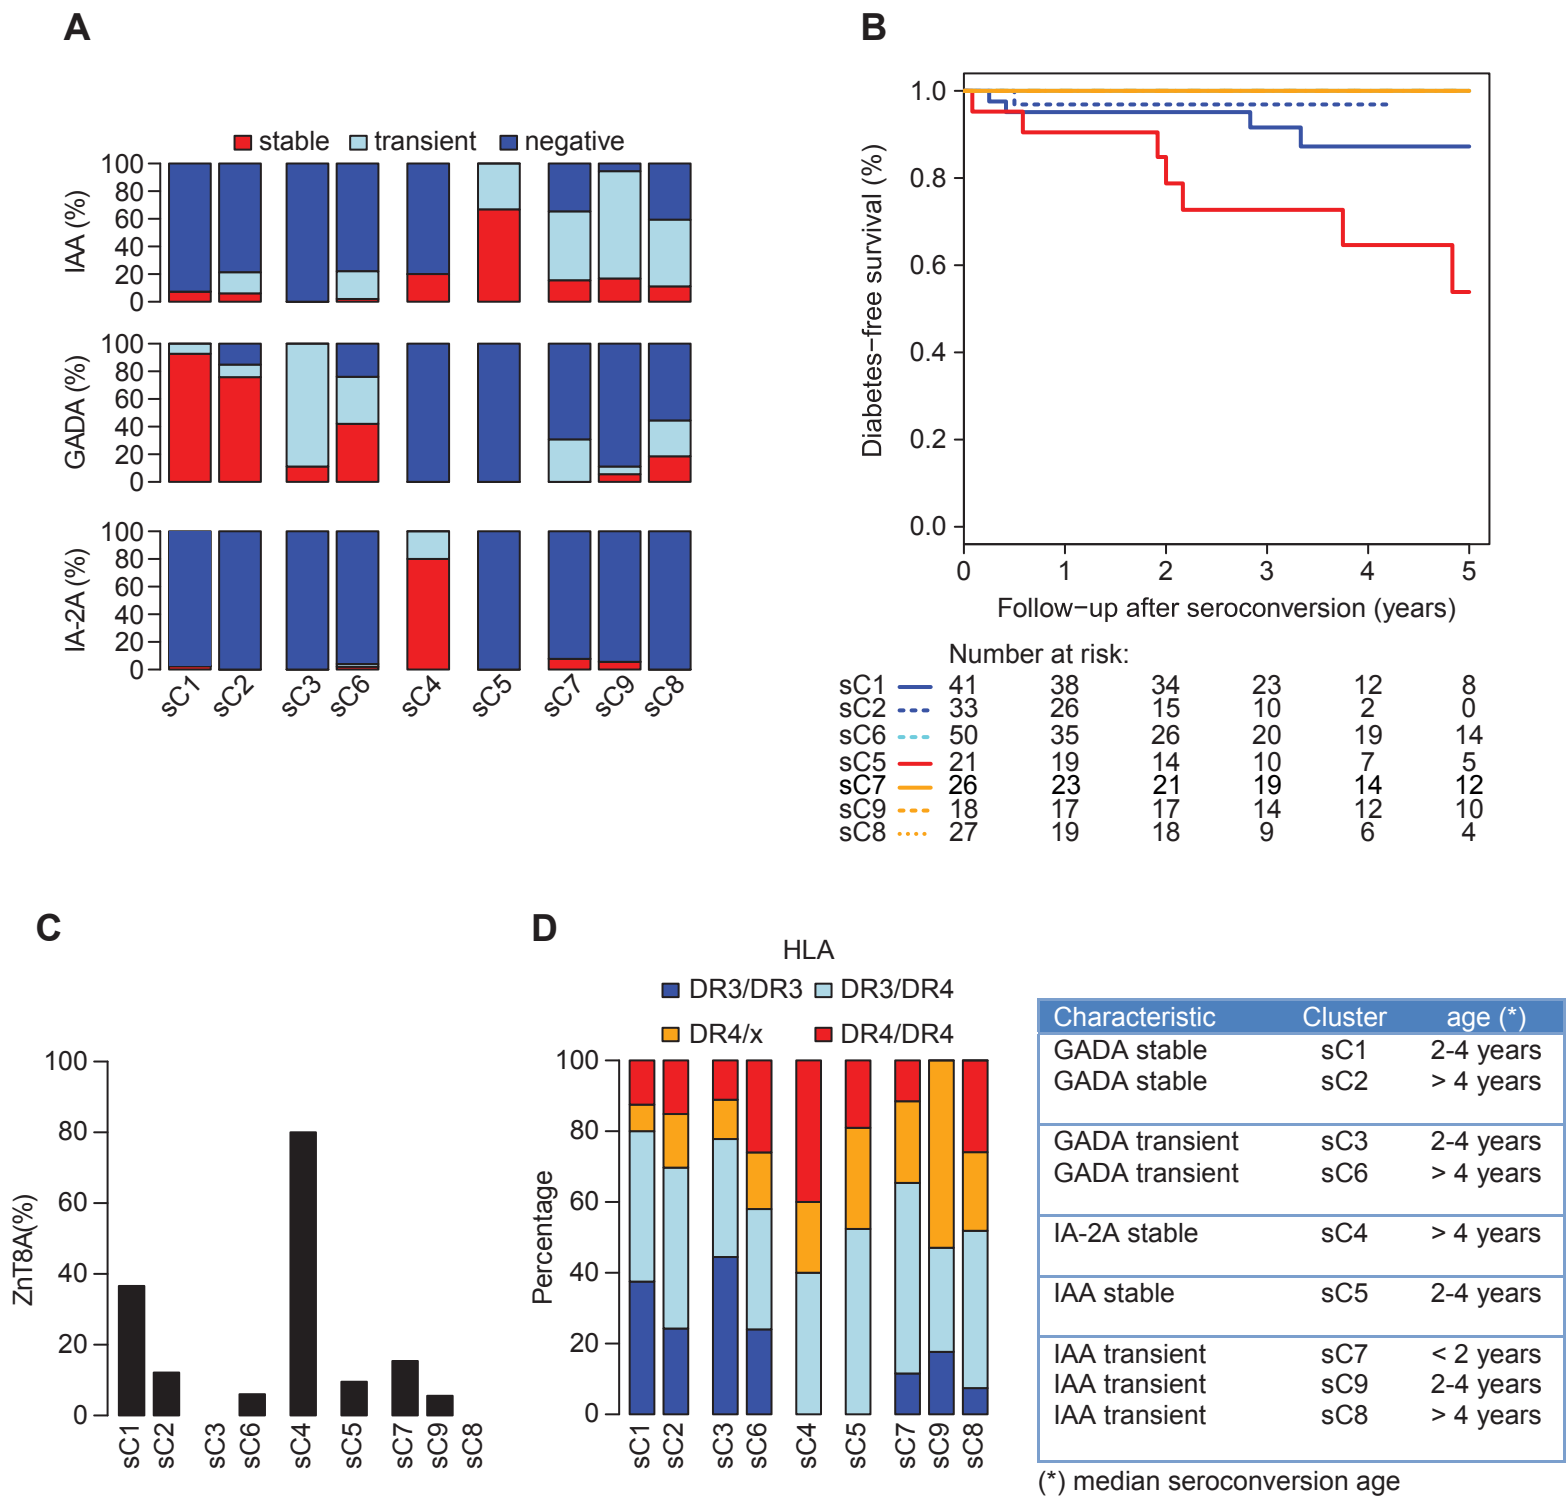 A
stable transient negative
IAA (%)
100
80
60
40
20
0
GADA (%)
100
80
60
40
20
0
IA-2A (%)
100
80
60
40
20
0
sC1 sC2 sC3 sC6 sC4 sC5 sC7 sC9 sC8
B
Diabetes−free survival (%)
1.0
0.8
0.6
0.4
0.2
0.0
0 1 2 3 4 5
Follow−up after seroconversion (years)
Number at risk:
sC1 41 38 34 23 12 8
sC2 33 26 15 10 2 0
sC6 50 35 26 20 19 14
sC5 21 19 14 10 7 5
sC7 26 23 21 19 14 12
sC9 18 17 17 14 12 10
sC8 27 19 18 9 6 4
C
ZnT8A(%)
100
80
60
40
20
0
sC1 sC2 sC3 sC6 sC4 sC5 sC7 sC9 sC8
D
HLA
DR3/DR3 DR3/DR4
DR4/x DR4/DR4
Percentage
100
80
60
40
20
0
sC1 sC2 sC3 sC6 sC4 sC5 sC7 sC9 sC8
Characteristic Cluster age (*)
GADA stable sC1 2-4 years
GADA stable sC2 > 4 years
GADA transient sC3 2-4 years
GADA transient sC6 > 4 years
IA-2A stable sC4 > 4 years
IAA stable sC5 2-4 years
IAA transient sC7 < 2 years
IAA transient sC9 2-4 years
IAA transient sC8 > 4 years
(*) median seroconversion age